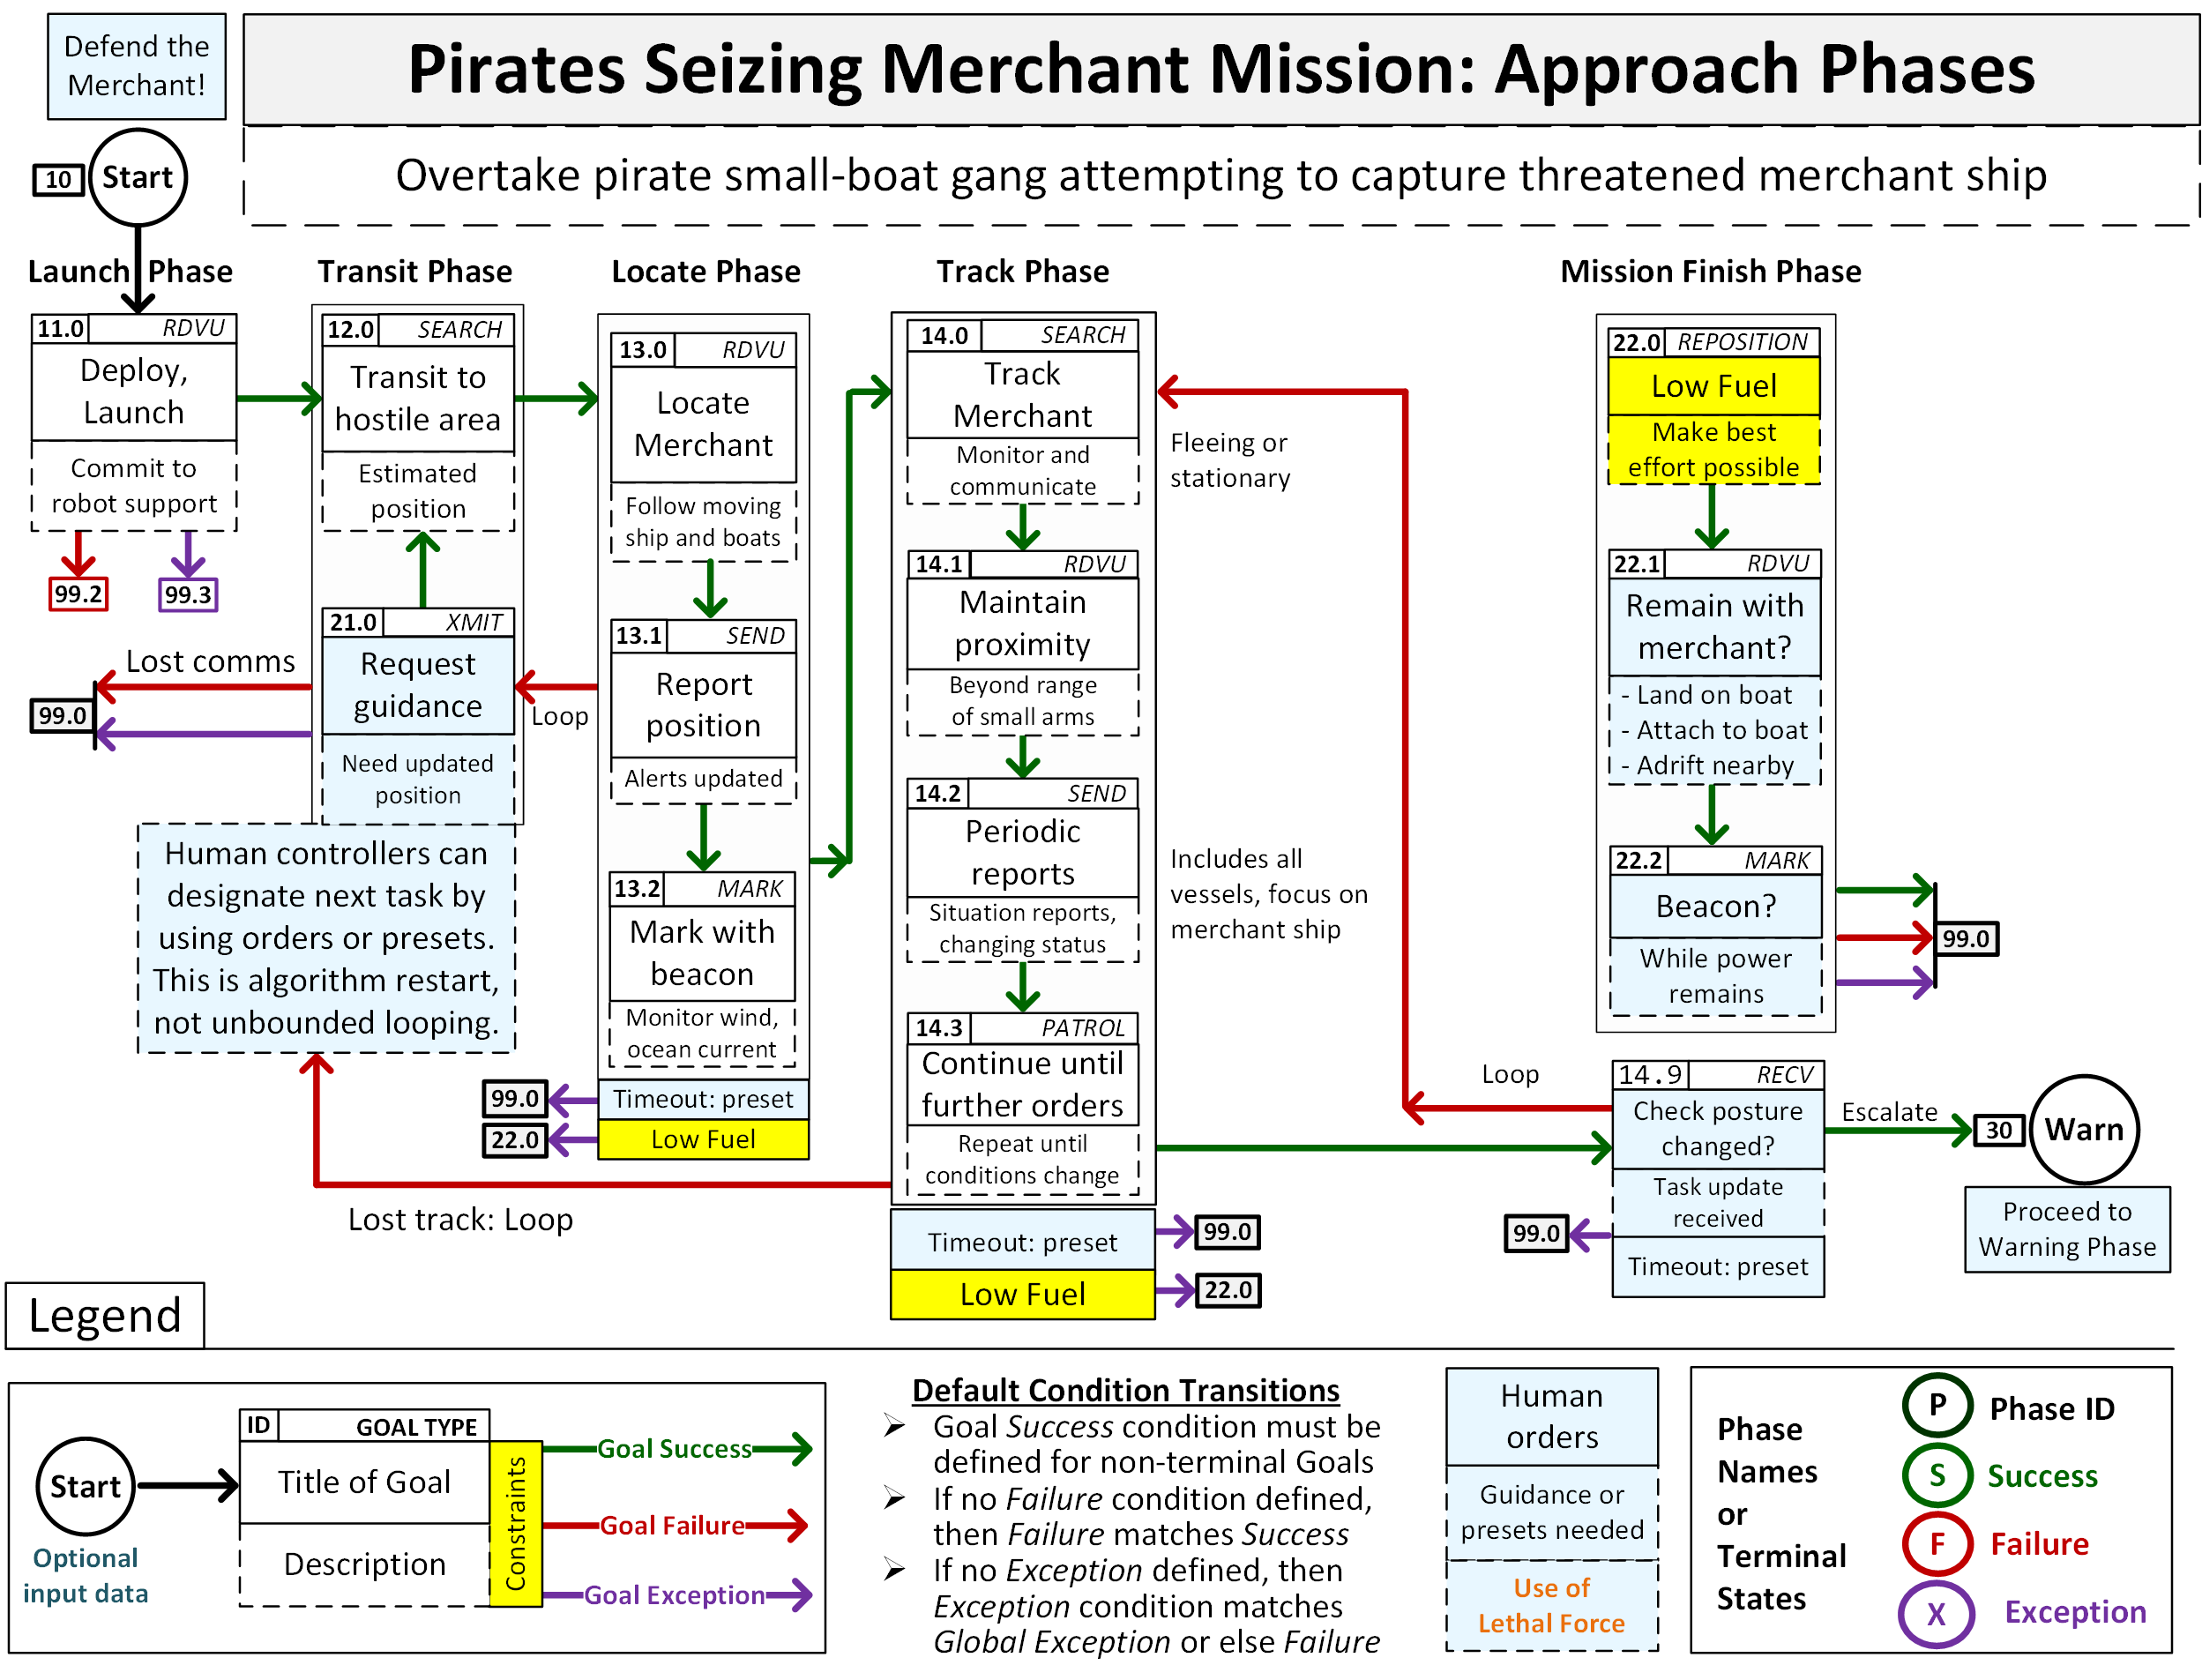 Defend the
Merchant!
Pirates Seizing Merchant Mission: Approach Phases
Overtake pirate small-boat gang attempting to capture threatened merchant ship
10
Start
Launch Phase
11.0
RDVU
Deploy,
Launch
Commit to
robot support
99.2
99.3
Transit Phase
12.0
SEARCH
Transit to
hostile area
Estimated
position
21.0
XMIT
Request
guidance
Need updated
position
Lost comms
99.0
Loop
Human controllers can
designate next task by
using orders or presets.
This is algorithm restart,
not unbounded looping.
Locate Phase
13.0
RDVU
Locate
Merchant
Follow moving
ship and boats
13.1
SEND
Report
position
Alerts updated
13.2
MARK
Mark with
beacon
Monitor wind,
ocean current
99.0
Timeout: preset
22.0
Low Fuel
Lost track: Loop
Track Phase
14.0
SEARCH
Track
Merchant
Monitor and
communicate
14.1
RDVU
Maintain
proximity
Beyond range
of small arms
14.2
SEND
Periodic
reports
Situation reports,
changing status
14.3
PATROL
Continue until
further orders
Repeat until
conditions change
Timeout: preset
99.0
Low Fuel
22.0
Fleeing or
stationary
Includes all
vessels, focus on
merchant ship
Mission Finish Phase
22.0
REPOSITION
Low Fuel
Make best
effort possible
22.1
RDVU
Remain with
merchant?
- Land on boat
- Attach to boat
- Adrift nearby
22.2
MARK
Beacon?
While power
remains
99.0
Loop
14.9
RECV
Check posture
changed?
Task update
received
Timeout: preset
99.0
Escalate
30
Warn
Proceed to
Warning Phase
Legend
Start
Optional
input data
ID
GOAL TYPE
Title of Goal
Description
Constraints
Goal Success
Goal Failure
Goal Exception
Default Condition Transitions
➢ Goal Success condition must be
defined for non-terminal Goals
➢ If no Failure condition defined,
then Failure matches Success
➢ If no Exception defined, then
Exception condition matches
Global Exception or else Failure
Human
orders
Guidance or
presets needed
Use of
Lethal Force
Phase
Names
or
Terminal
States
P
Phase ID
S
Success
F
Failure
X
Exception